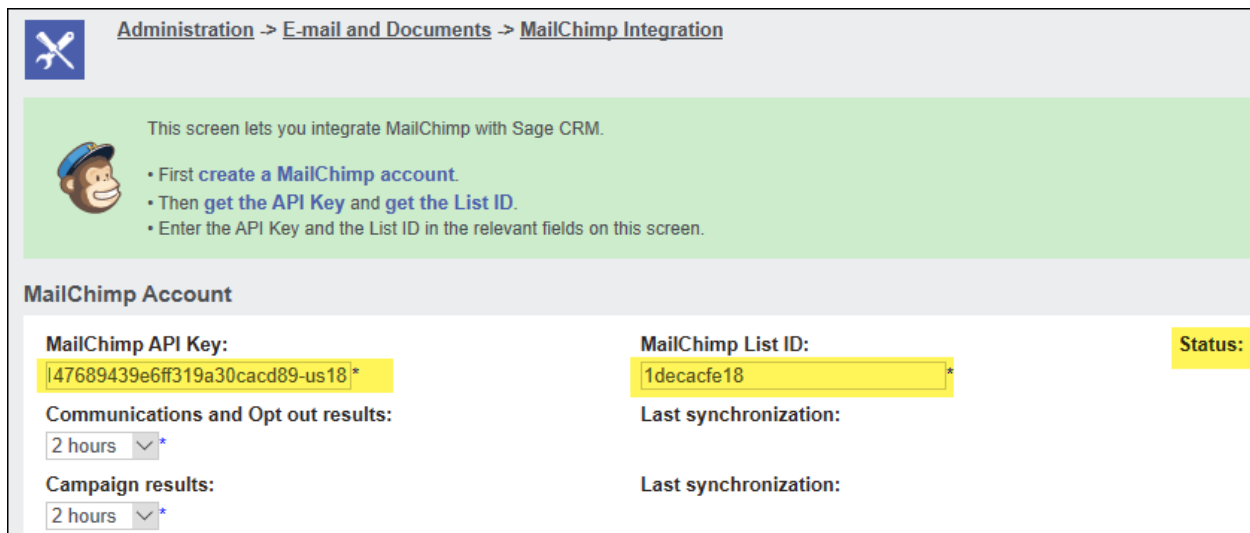 Administration -> E-mail and Documents -> MailChimp Integration
This screen lets you integrate MailChimp with Sage CRM.
• First create a MailChimp account.
• Then get the API Key and get the List ID.
• Enter the API Key and the List ID in the relevant fields on this screen.
MailChimp Account
MailChimp API Key: MailChimp List ID: Status:
47689439e6ff319a30cacd89-us18 * 1decacfe18 *
Communications and Opt out results: Last synchronization:
2 hours *
Campaign results: Last synchronization:
2 hours *